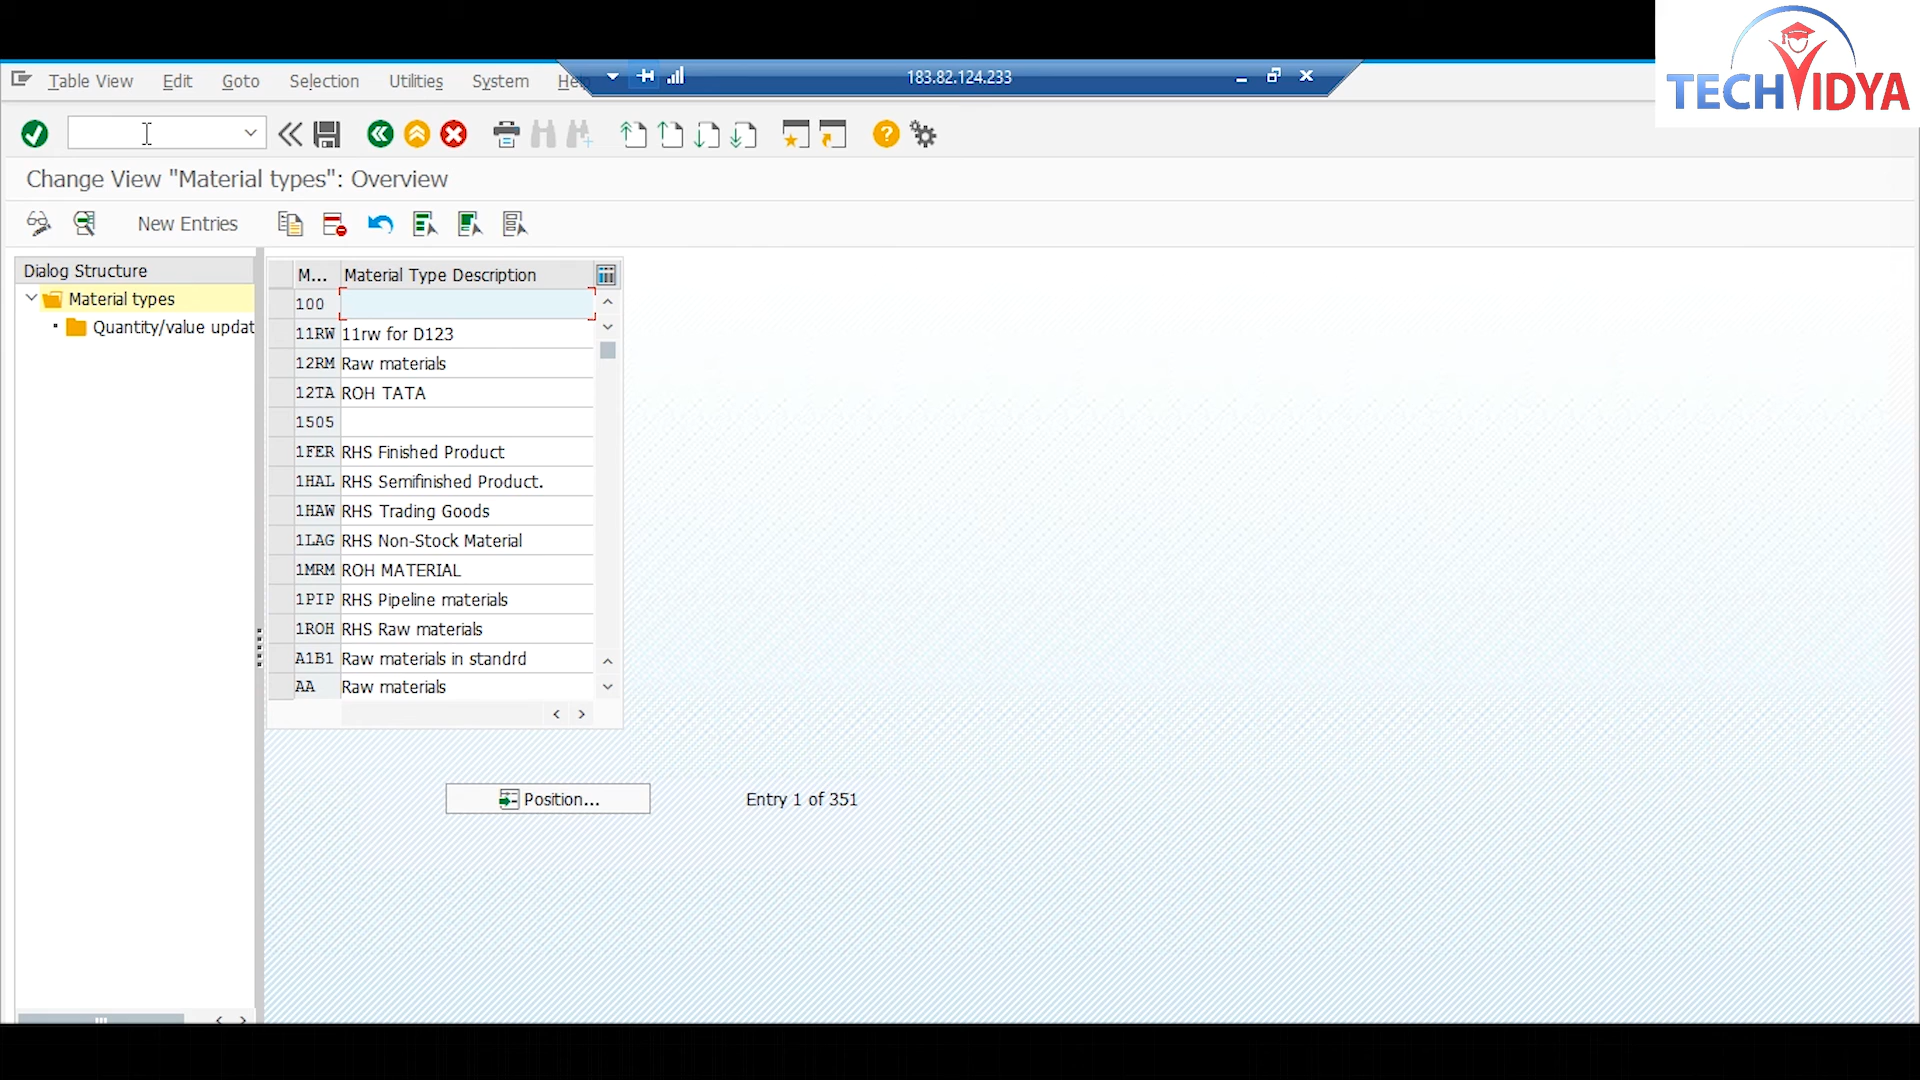 TECHVIDYA
Table View Edit Goto Selection Utilities System
183.82.124.233
Change View "Material types": Overview
New Entries
Dialog Structure
Material types
Quantity/value updat
M... Material Type Description
100
11RW 11rw for D123
12RM Raw materials
12TA ROH TATA
1505
1FER RHS Finished Product
1HAL RHS Semifinished Product.
1HAW RHS Trading Goods
1LAG RHS Non-Stock Material
1MRM ROH MATERIAL
1PIP RHS Pipeline materials
1ROH RHS Raw materials
A1B1 Raw materials in standrd
AA Raw materials
Position... Entry 1 of 351